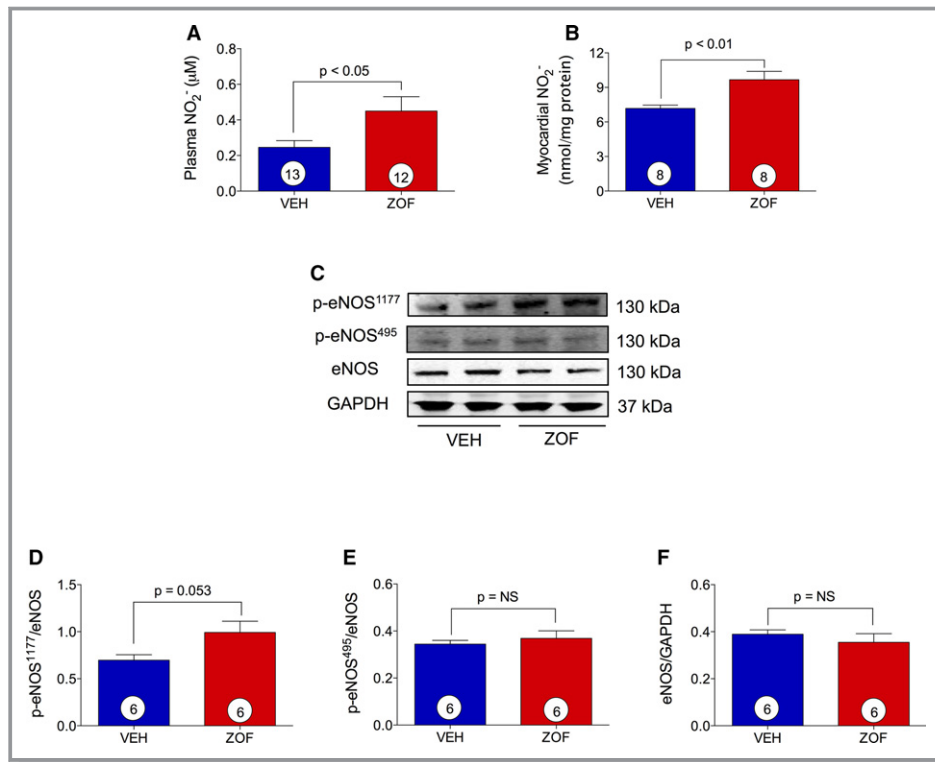 A
Plasma NO₂⁻ (μM)
0.8
0.6
0.4
0.2
0.0
p < 0.05
13
12
VEH
ZOF
B
Myocardial NO₂⁻
(nmol/mg protein)
12
9
6
3
0
p < 0.01
8
8
VEH
ZOF
C
p-eNOS¹¹⁷⁷
130 kDa
p-eNOS⁴⁹⁵
130 kDa
eNOS
130 kDa
GAPDH
37 kDa
VEH
ZOF
D
p-eNOS¹¹⁷⁷/eNOS
1.5
1.0
0.5
0.0
p = 0.053
6
6
VEH
ZOF
E
p-eNOS⁴⁹⁵/eNOS
0.6
0.4
0.2
0.0
p = NS
6
6
VEH
ZOF
F
eNOS/GAPDH
0.6
0.4
0.2
0.0
p = NS
6
6
VEH
ZOF